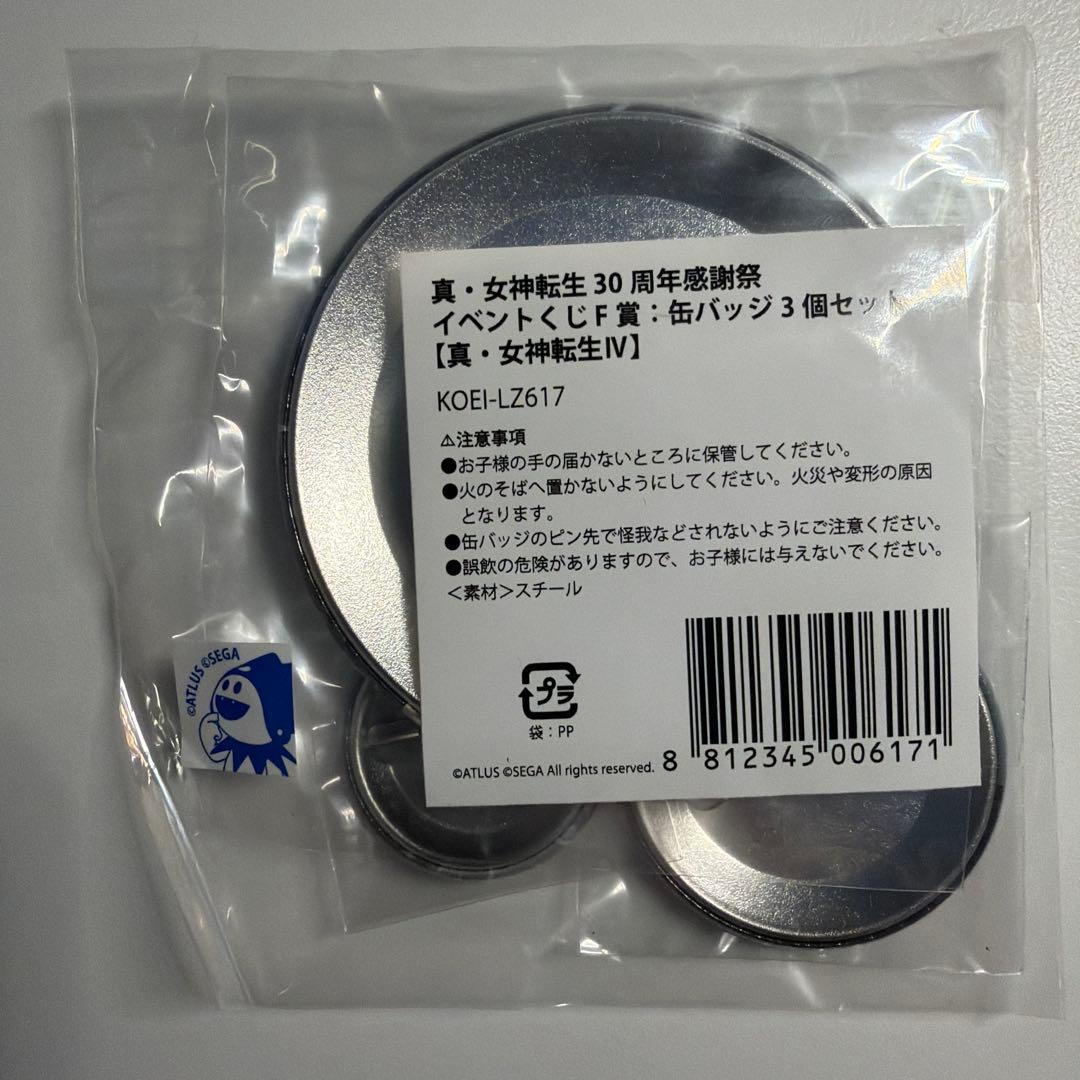 真・女神転生 30 周年感謝祭
イベントくじ F 賞：缶バッジ 3 個セット
【真・女神転生Ⅳ】
KOEI-LZ617
⚠注意事項
●お子様の手の届かないところに保管してください。
●火のそばへ置かないようにしてください。火災や変形の原因
となります。
●缶バッジのピン先で怪我などされないようにご注意ください。
●誤飲の危険がありますので、お子様には与えないでください。
＜素材＞スチール
プラ
袋：PP
©ATLUS ©SEGA All rights reserved.
8 812345 006171
©ATLUS ©SEGA